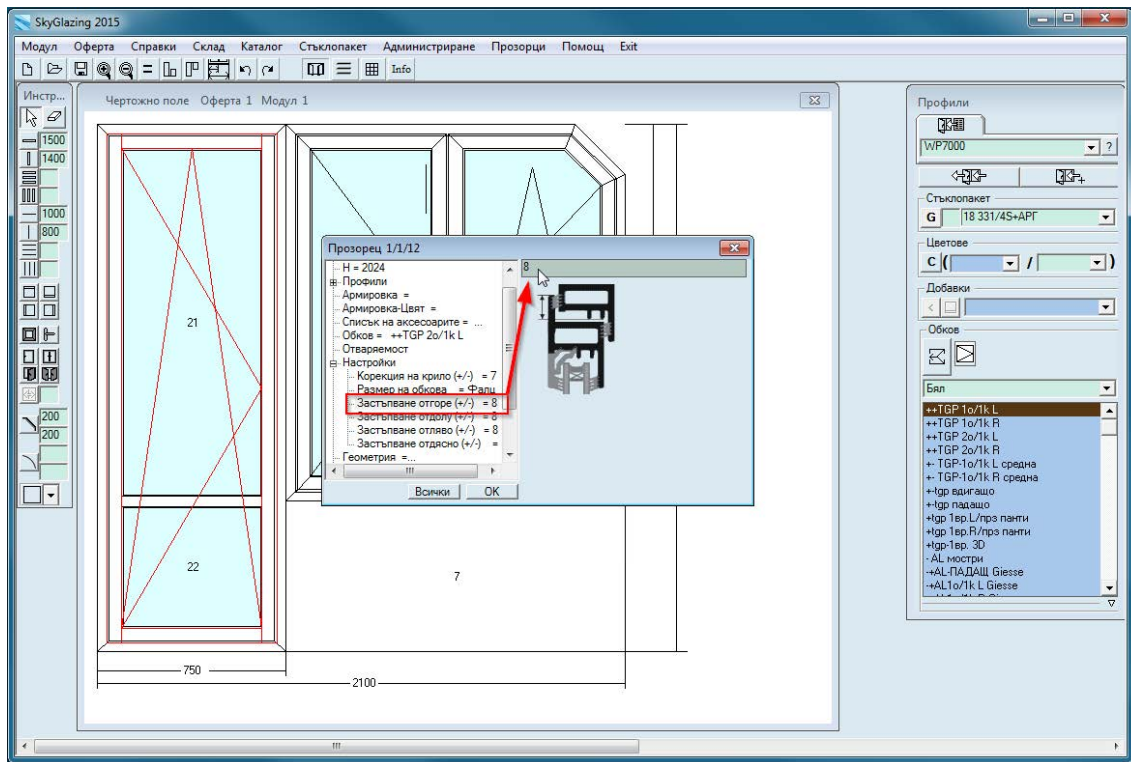 SkyGlazing 2015
Модул Оферта Справки Склад Каталог Стъклопакет Администриране Прозорци Помощ Exit
Info
Инстр...
1500
1400
1000
800
200
200
Чертожно поле Оферта 1 Модул 1
21
22
7
750
2100
Прозорец 1/1/12
H = 2024
Профили
Армировка =
Армировка-Цвят =
Списък на аксесоарите = ...
Обков = ++TGP 2o/1k L
Отваряемост
Настройки
Корекция на крило (+/-) = 7
Размер на обкова = Фалц
Застъпване отгоре (+/-) = 8
Застъпване отдолу (+/-) = 8
Застъпване отляво (+/-) = 8
Застъпване отдясно (+/-) =
Геометрия =...
Всички OK
8
Профили
WP7000 ?
Стъклопакет
G 18 331/4S+АРГ
Цветове
C ( / )
Добавки
<
Обков
Бял
++TGP 1o/1k L
++TGP 1o/1k R
++TGP 2o/1k L
++TGP 2o/1k R
+- TGP-1o/1k L средна
+- TGP-1o/1k R средна
+-tgp вдигащо
+-tgp падащо
+tgp 1вр.L/прз панти
+tgp 1вр.R/прз панти
+tgp-1вр. 3D
- AL мостри
-+AL-ПАДАЩ Giesse
-+AL1o/1k L Giesse